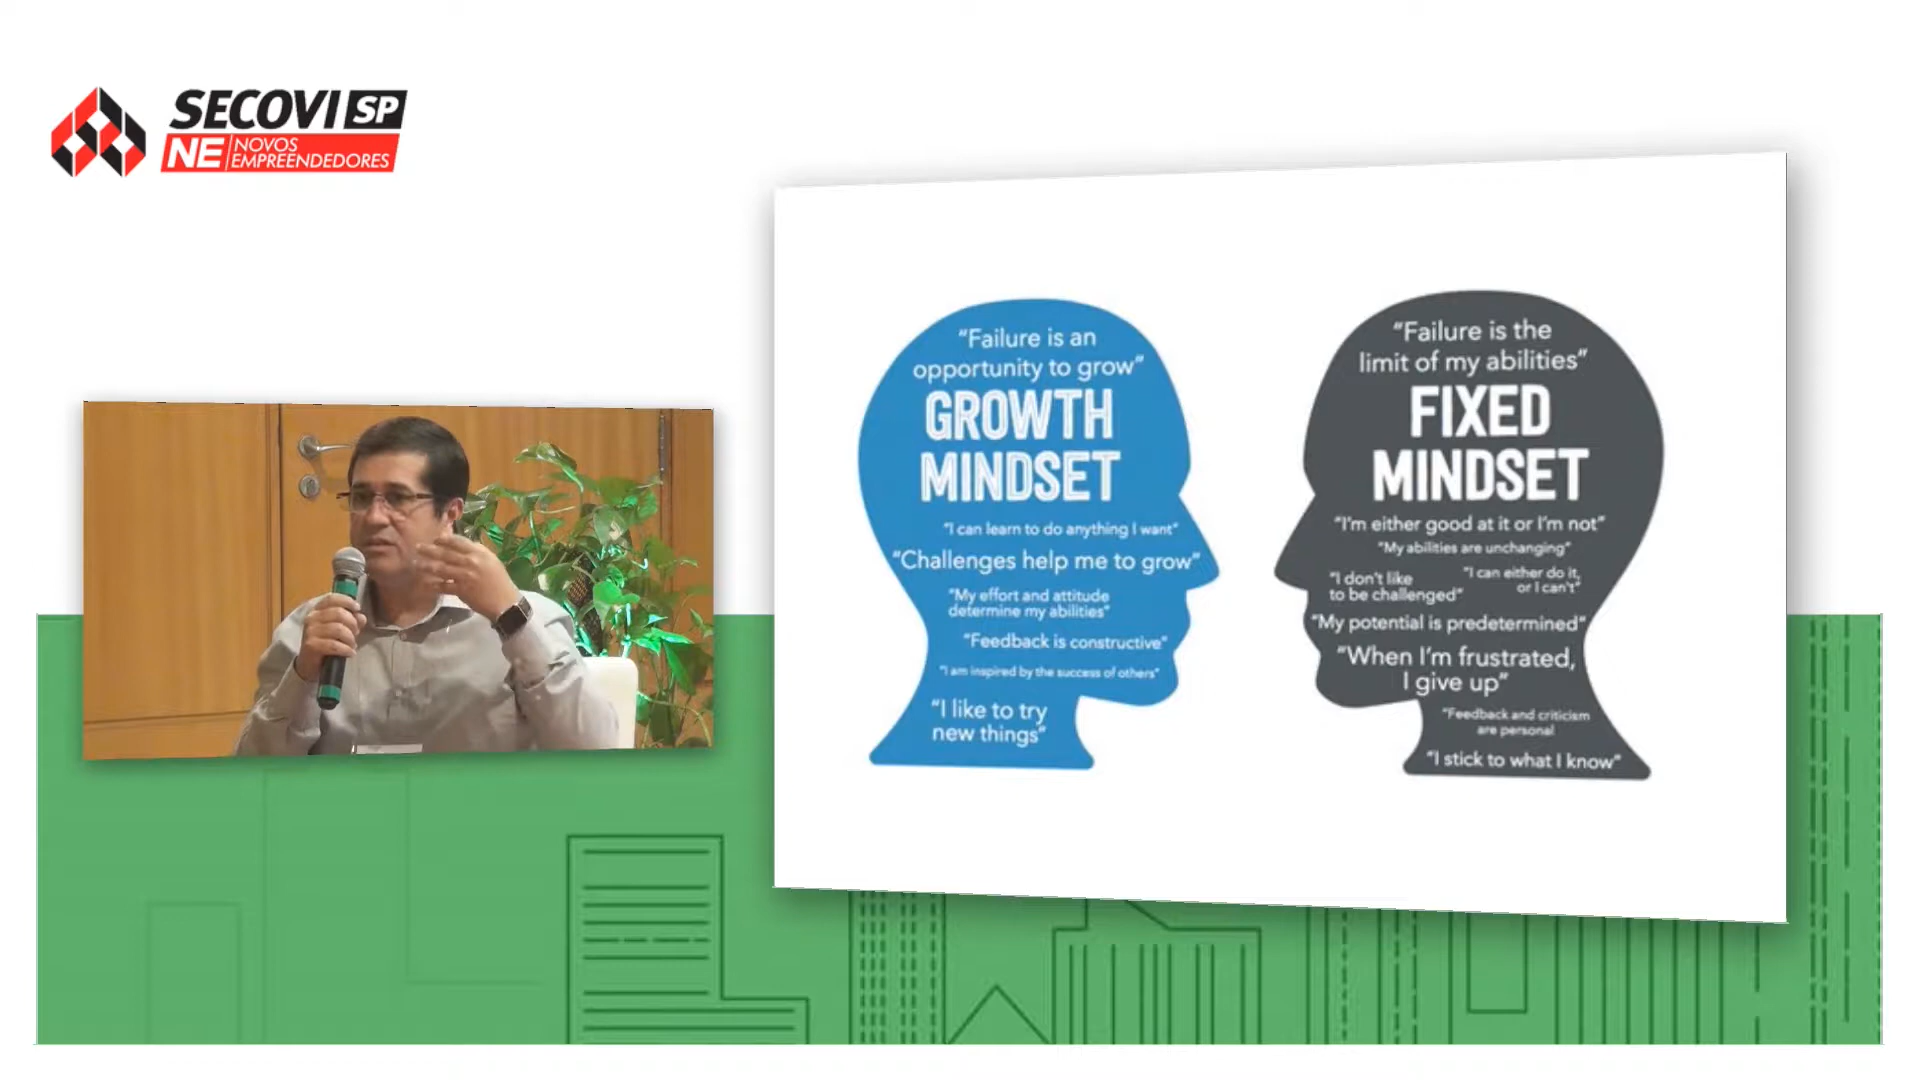 SECOVI SP
NE NOVOS
EMPREENDEDORES
“Failure is an
opportunity to grow”
GROWTH
MINDSET
“I can learn to do anything I want”
“Challenges help me to grow”
“My effort and attitude
determine my abilities”
“Feedback is constructive”
“I am inspired by the success of others”
“I like to try
new things”
“Failure is the
limit of my abilities”
FIXED
MINDSET
“I’m either good at it or I’m not”
“My abilities are unchanging”
“I don’t like
to be challenged”
“I can either do it,
or I can’t”
“My potential is predetermined”
“When I’m frustrated,
I give up”
“Feedback and criticism
are personal
“I stick to what I know”